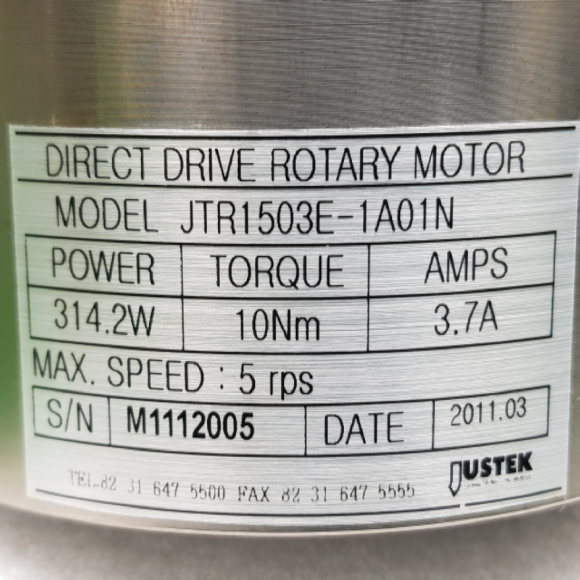 DIRECT DRIVE ROTARY MOTOR
MODEL JTR1503E-1A01N
POWER TORQUE AMPS
314.2W 10Nm 3.7A
MAX. SPEED : 5 rps
S/N M1112005 DATE 2011.03
JUSTEK
TEL.82 31 647 5500 FAX 82 31 647 5555